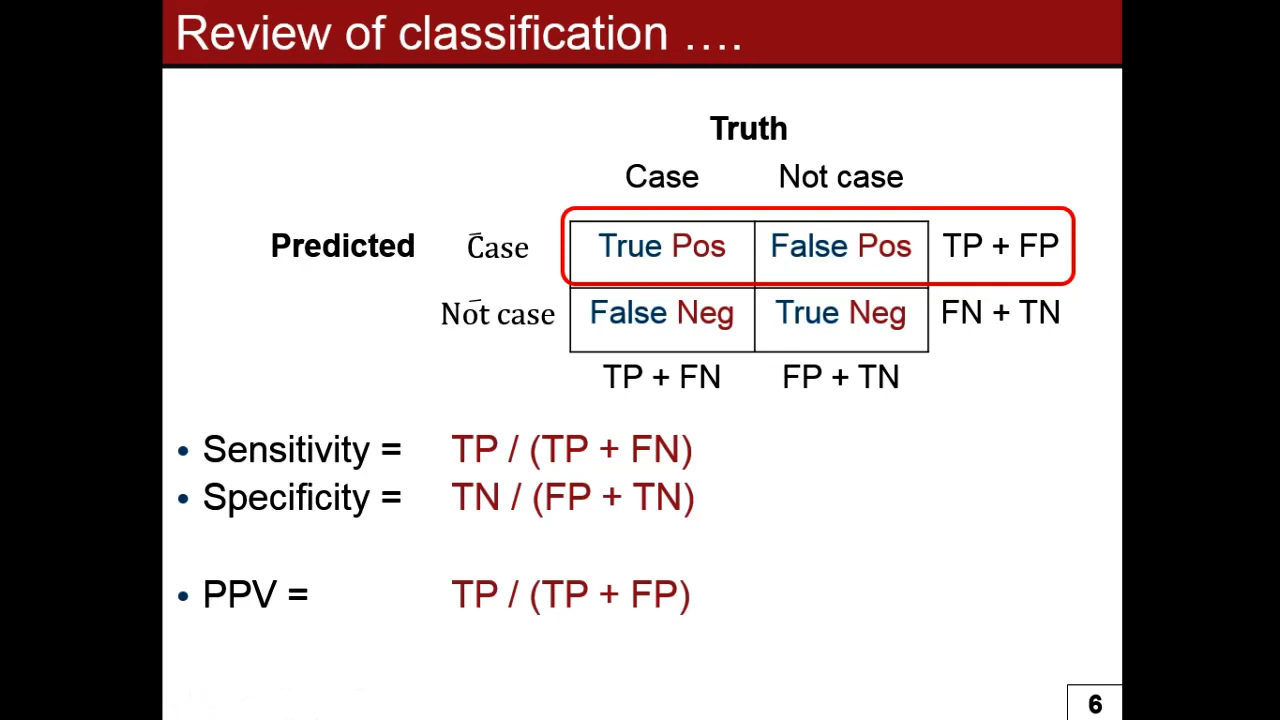 Review of classification ....
Truth
Case Not case
Predicted C̄ase True Pos False Pos TP + FP
Not̄ case False Neg True Neg FN + TN
TP + FN FP + TN
• Sensitivity = TP / (TP + FN)
• Specificity = TN / (FP + TN)
• PPV = TP / (TP + FP)
6